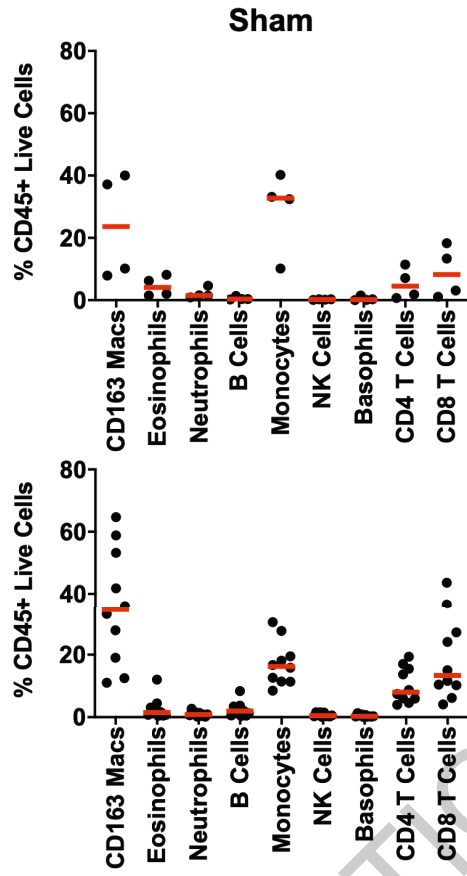 Sham
% CD45+ Live Cells
80
60
40
20
0
CD163 Macs
Eosinophils
Neutrophils
B Cells
Monocytes
NK Cells
Basophils
CD4 T Cells
CD8 T Cells
% CD45+ Live Cells
80
60
40
20
0
CD163 Macs
Eosinophils
Neutrophils
B Cells
Monocytes
NK Cells
Basophils
CD4 T Cells
CD8 T Cells